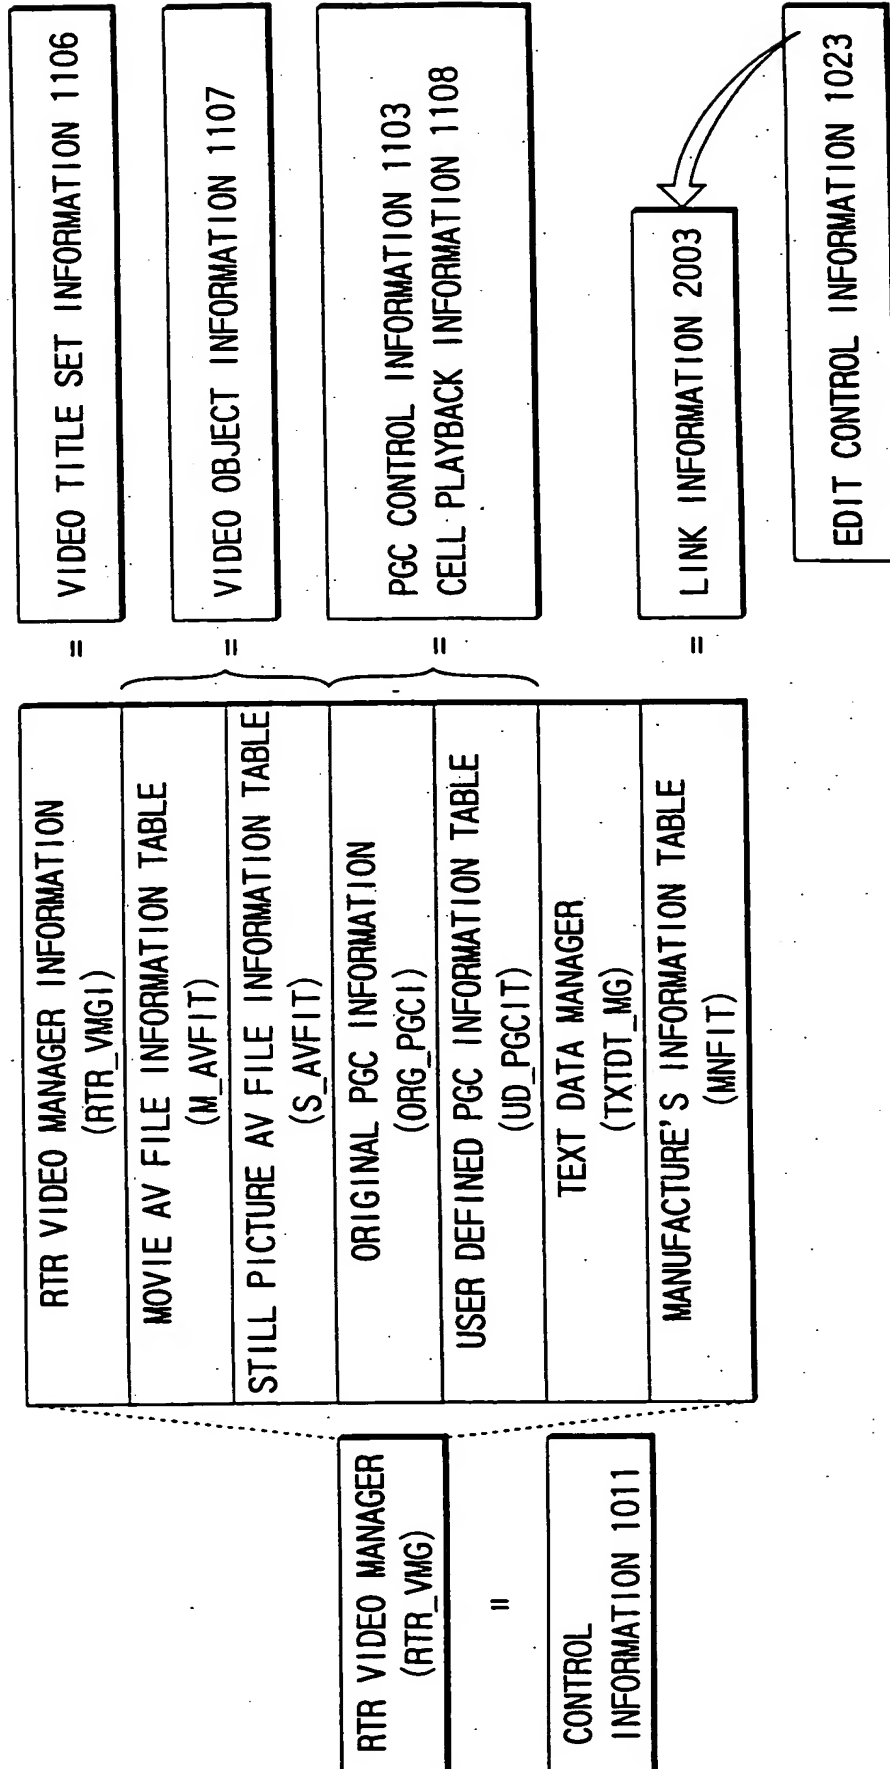 RTR VIDEO MANAGER
(RTR_VMG)
=
CONTROL
INFORMATION 1011
RTR VIDEO MANAGER INFORMATION
(RTR_VMGI)
MOVIE AV FILE INFORMATION TABLE
(M_AVFIT)
STILL PICTURE AV FILE INFORMATION TABLE
(S_AVFIT)
ORIGINAL PGC INFORMATION
(ORG_PGCI)
USER DEFINED PGC INFORMATION TABLE
(UD_PGCIT)
TEXT DATA MANAGER
(TXTDT_MG)
MANUFACTURE'S INFORMATION TABLE
(MNFIT)
=
=
=
=
VIDEO TITLE SET INFORMATION 1106
VIDEO OBJECT INFORMATION 1107
PGC CONTROL INFORMATION 1103
CELL PLAYBACK INFORMATION 1108
LINK INFORMATION 2003
EDIT CONTROL INFORMATION 1023